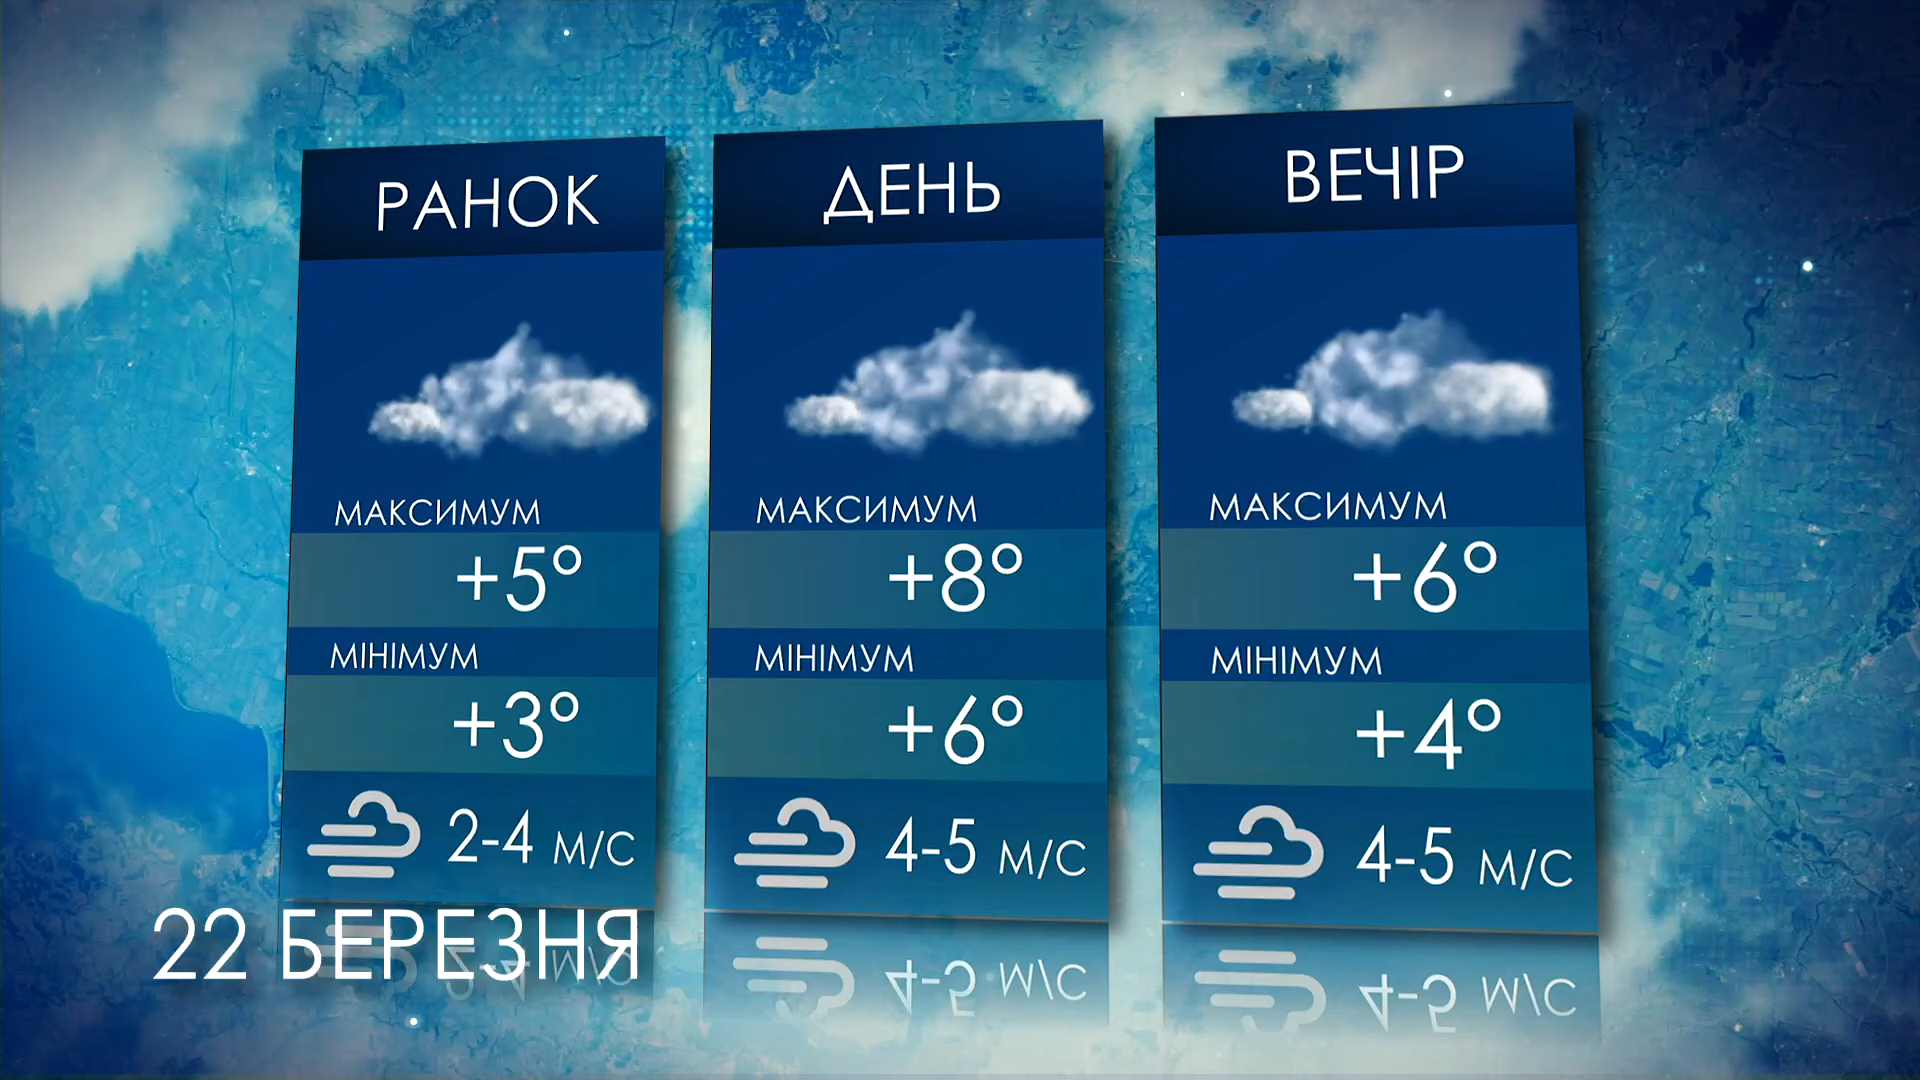 РАНОК
МАКСИМУМ
+5°
МІНІМУМ
+3°
2-4 М/С
ДЕНЬ
МАКСИМУМ
+8°
МІНІМУМ
+6°
4-5 М/С
ВЕЧІР
МАКСИМУМ
+6°
МІНІМУМ
+4°
4-5 М/С
22 БЕРЕЗНЯ